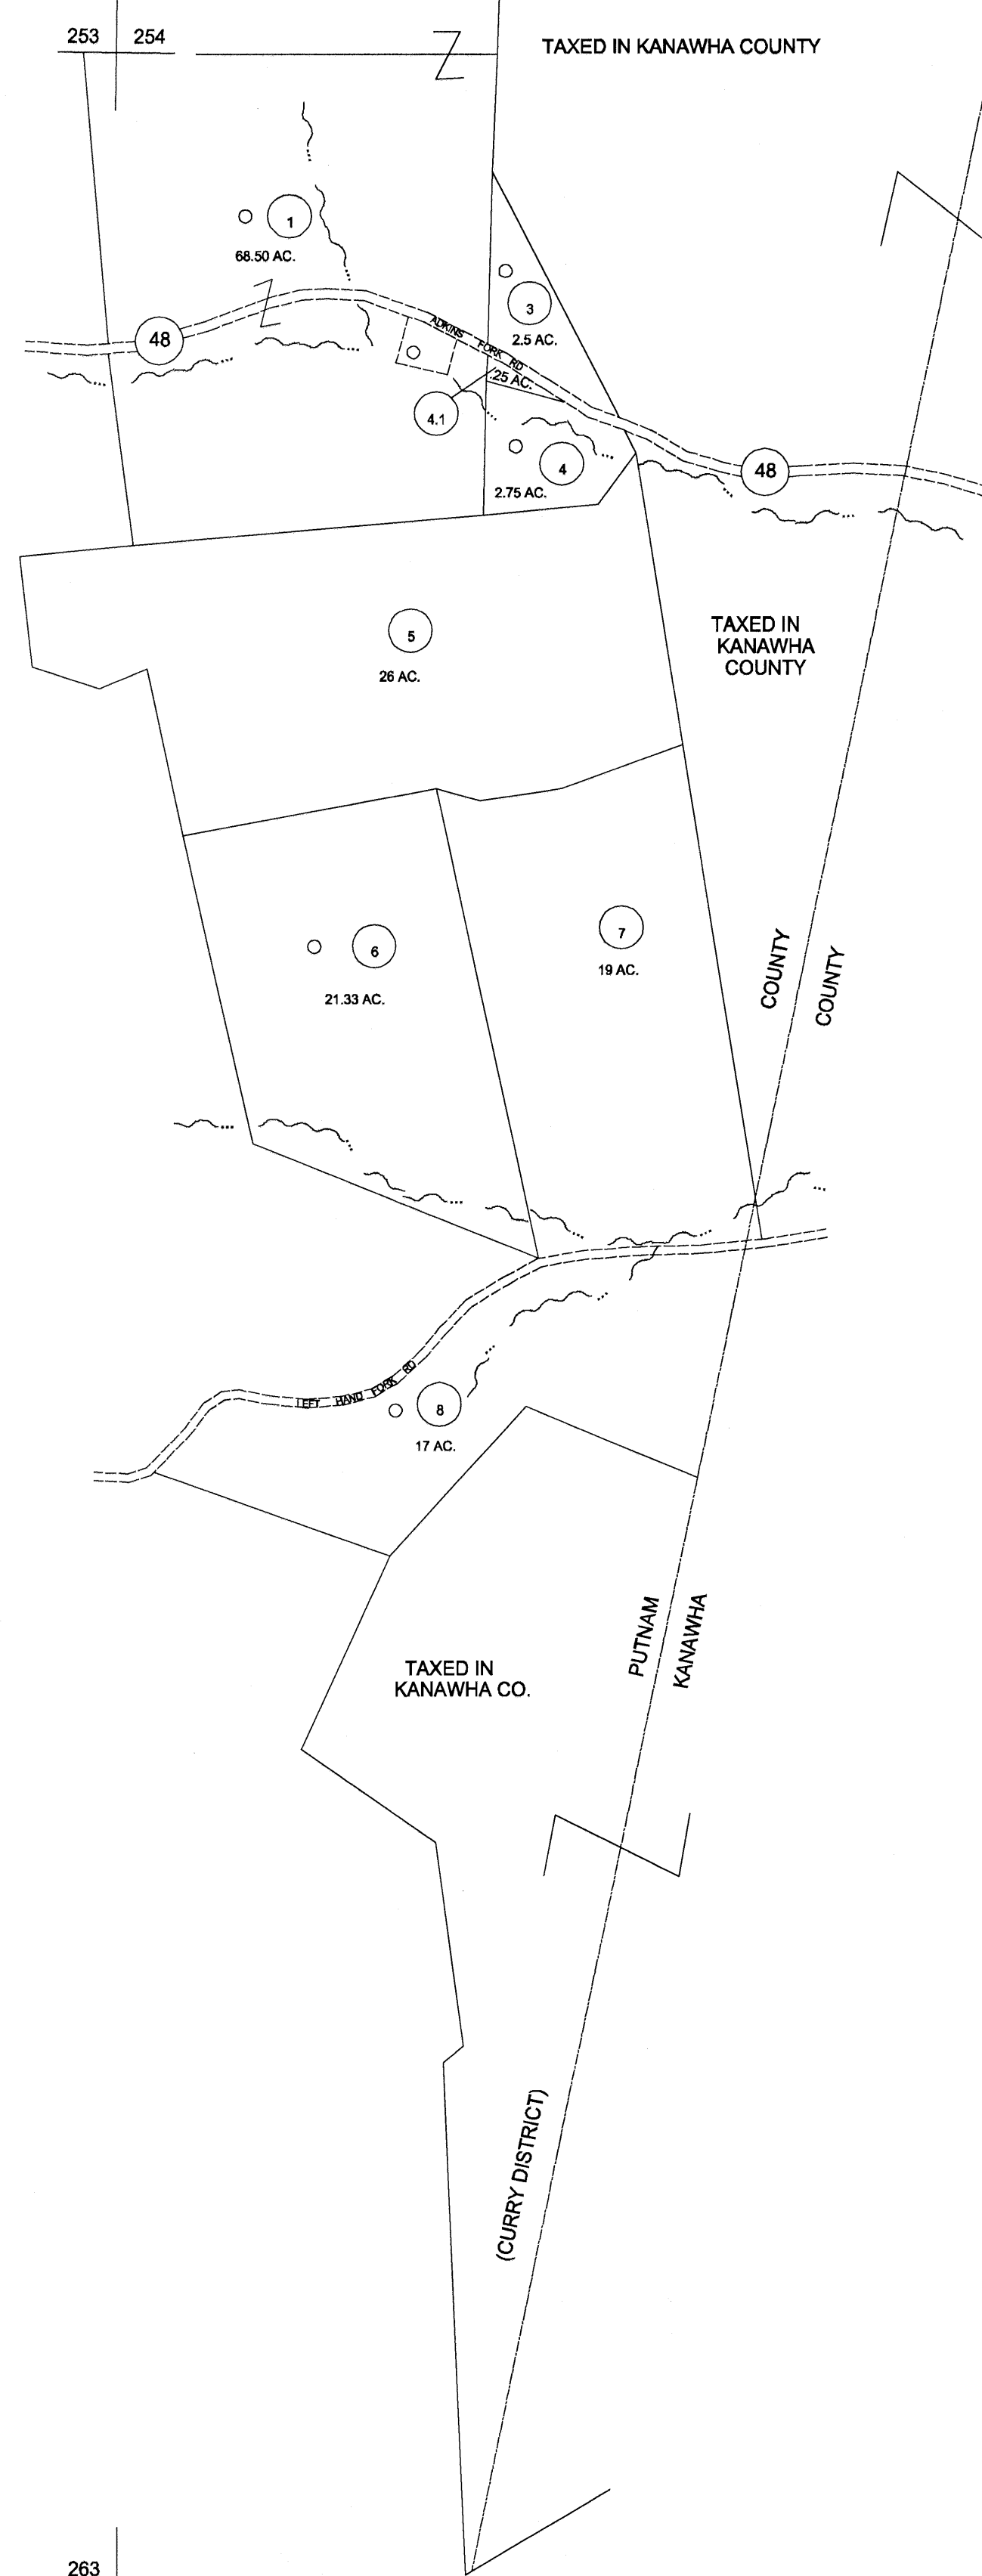 253 254
TAXED IN KANAWHA COUNTY
1
68.50 AC.
3
2.5 AC.
48
ADKINS FORK RD
.25 AC.
4.1
4
2.75 AC.
48
5
26 AC.
TAXED IN
KANAWHA
COUNTY
6
21.33 AC.
7
19 AC.
COUNTY
COUNTY
LEFT HAND FORK RD
8
17 AC.
PUTNAM
KANAWHA
TAXED IN
KANAWHA CO.
(CURRY DISTRICT)
263